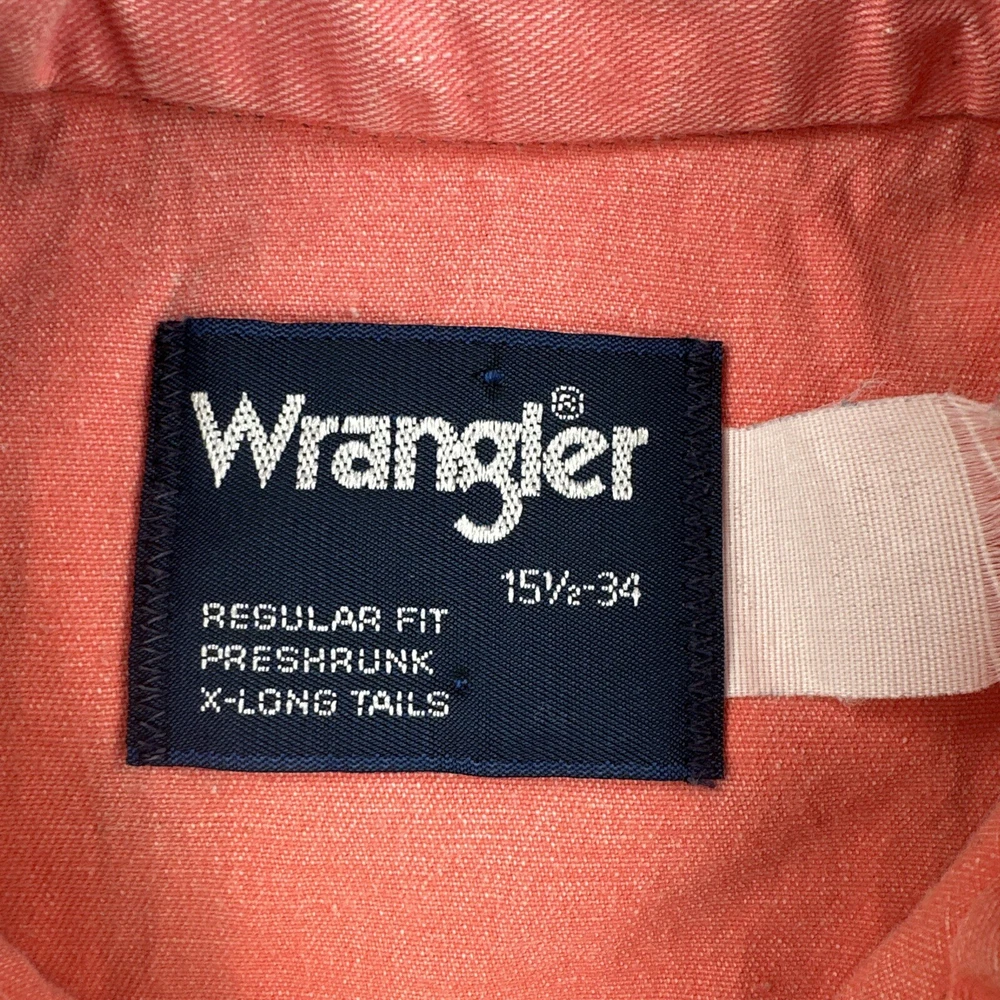 Wrangler®
15½-34
REGULAR FIT
PRESHRUNK
X-LONG TAILS